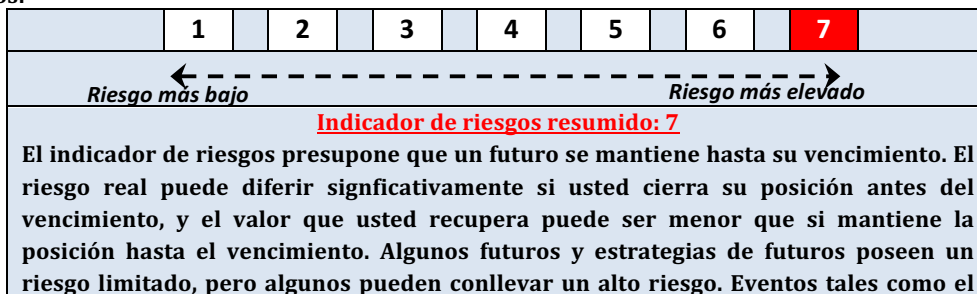 os.
1 2 3 4 5 6 7
Riesgo más bajo Riesgo más elevado
Indicador de riesgos resumido: 7
El indicador de riesgos presupone que un futuro se mantiene hasta su vencimiento. El
riesgo real puede diferir signficativamente si usted cierra su posición antes del
vencimiento, y el valor que usted recupera puede ser menor que si mantiene la
posición hasta el vencimiento. Algunos futuros y estrategias de futuros poseen un
riesgo limitado, pero algunos pueden conllevar un alto riesgo. Eventos tales como el